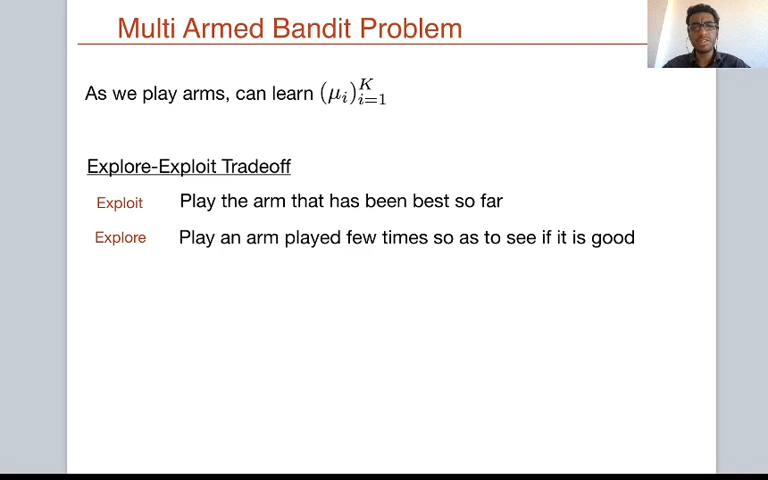 Multi Armed Bandit Problem
As we play arms, can learn $(\mu_i)_{i=1}^{K}$
Explore-Exploit Tradeoff
Exploit Play the arm that has been best so far
Explore Play an arm played few times so as to see if it is good